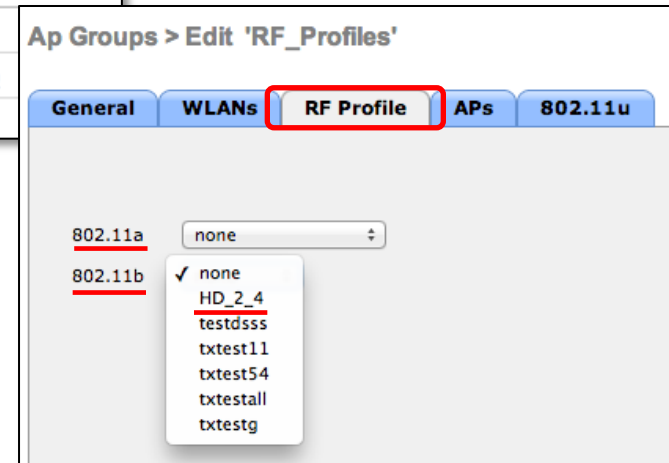 Ap Groups > Edit 'RF_Profiles'
General WLANs RF Profile APs 802.11u
802.11a none
802.11b ✓ none
HD_2_4
testdsss
txtest11
txtest54
txtestall
txtestg